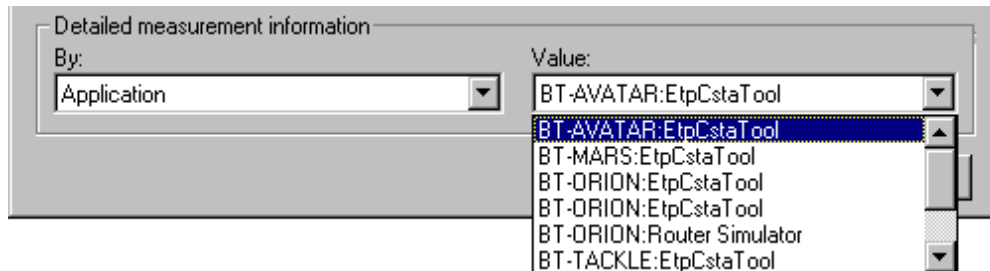 Detailed measurement information
By:
Value:
Application
BT-AVATAR:EtpCstaTool
BT-AVATAR:EtpCstaTool
BT-MARS:EtpCstaTool
BT-ORION:EtpCstaTool
BT-ORION:EtpCstaTool
BT-ORION:Router Simulator
BT-TACKLE:EtpCstaTool